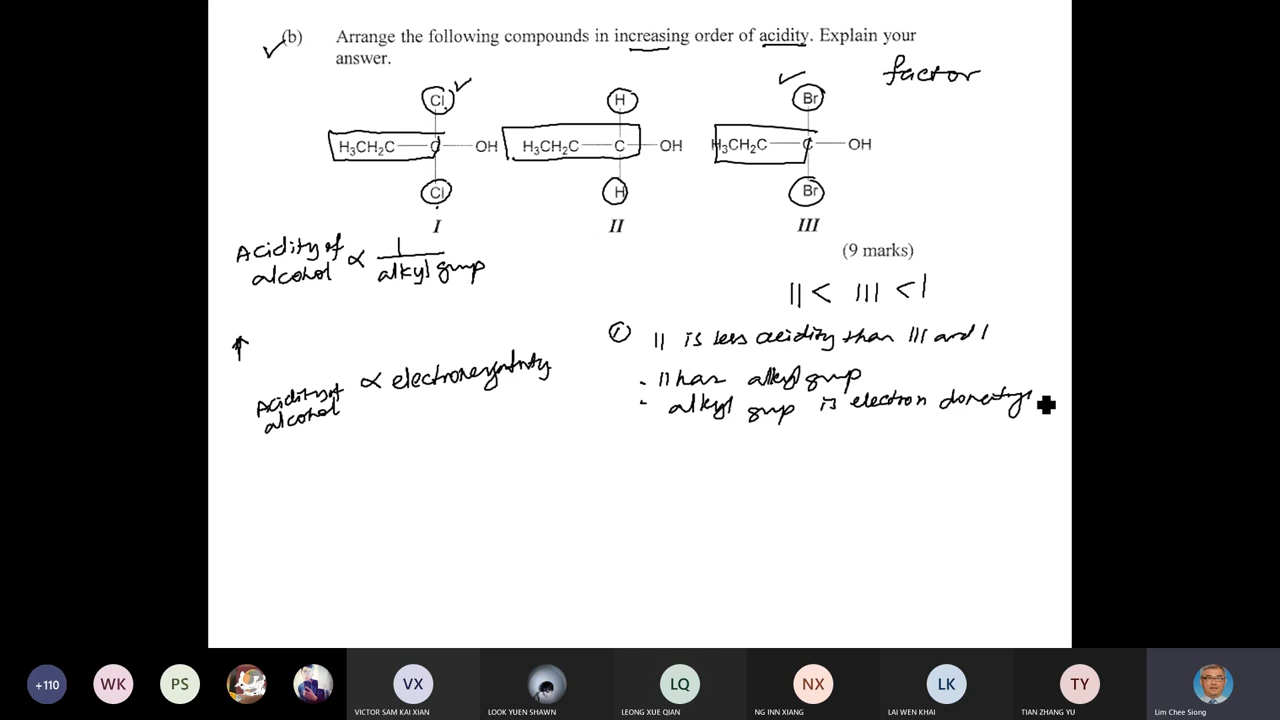 (b) Arrange the following compounds in increasing order of acidity. Explain your
answer.
factor
Cl H Br
H₃CH₂C C OH H₃CH₂C C OH H₃CH₂C C OH
Cl H Br
I II III
(9 marks)
Acidity of alcohol ∝ 1 / alkyl group
II < III < I
① II is less acidity than III and I
- II has alkyl group
- alkyl group is electron donating
↑
Acidity of alcohol ∝ electronegativity
+110 WK PS VX LQ NX LK TY
VICTOR SAM KAI XIAN LOOK YUEN SHAWN LEONG XUE QIAN NG INN XIANG LAI WEN KHAI TIAN ZHANG YU Lim Chee Siong